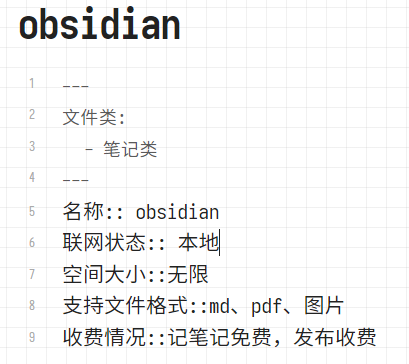 obsidian
1 ---
2 文件类:
3 - 笔记类
4 ---
5 名称:: obsidian
6 联网状态:: 本地
7 空间大小::无限
8 支持文件格式::md、pdf、图片
9 收费情况::记笔记免费，发布收费